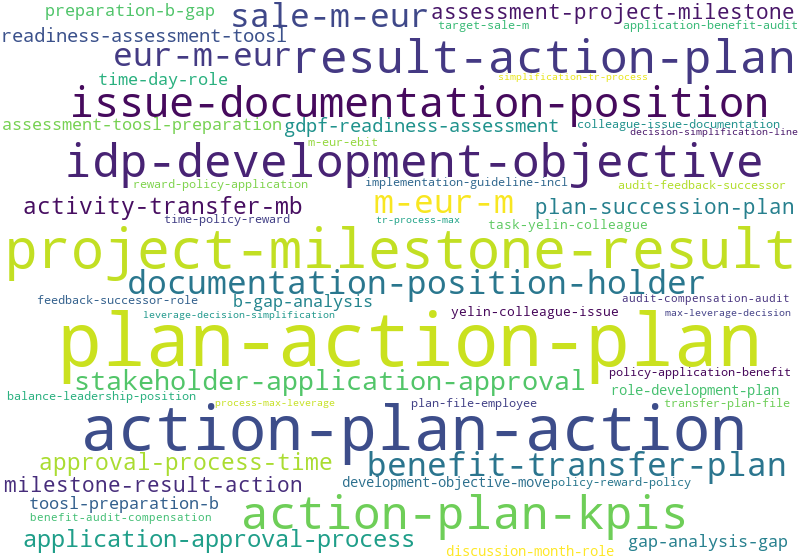 preparation-b-gap
sale-m-eur
assessment-project-milestone
readiness-assessment-toosl
target-sale-m
application-benefit-audit
eur-m-eur
result-action-plan
time-day-role
simplification-tr-process
issue-documentation-position
assessment-toosl-preparation
gdpf-readiness-assessment
colleague-issue-documentation
decision-simplification-line
m-eur-ebit
idp-development-objective
reward-policy-application
implementation-guideline-incl
audit-feedback-successor
activity-transfer-mb
m-eur-m
plan-succession-plan
time-policy-reward
tr-process-max
task-yelin-colleague
project-milestone-result
documentation-position-holder
feedback-successor-role
b-gap-analysis
audit-compensation-audit
leverage-decision-simplification
yelin-colleague-issue
max-leverage-decision
plan-action-plan
stakeholder-application-approval
policy-application-benefit
role-development-plan
balance-leadership-position
process-max-leverage
plan-file-employee
transfer-plan-file
action-plan-action
approval-process-time
benefit-transfer-plan
milestone-result-action
development-objective-move
policy-reward-policy
toosl-preparation-b
action-plan-kpis
benefit-audit-compensation
application-approval-process
discussion-month-role
gap-analysis-gap